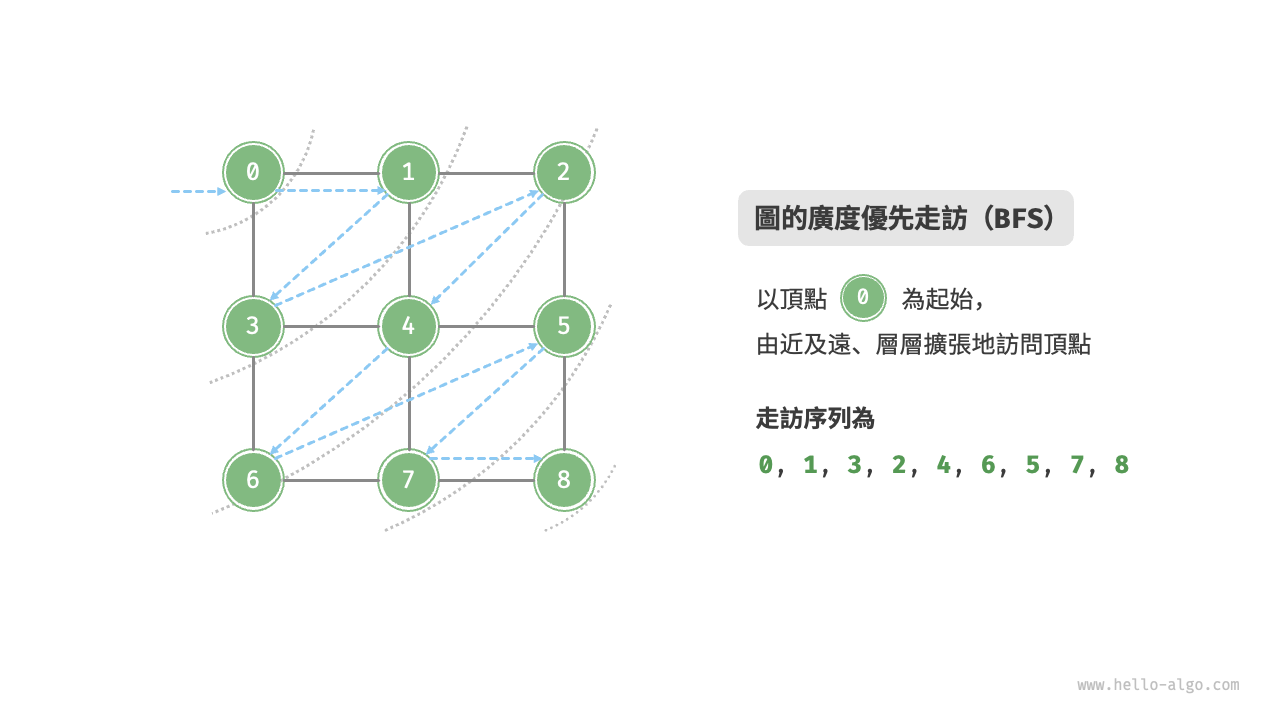 0 1 2
3 4 5
6 7 8
圖的廣度優先走訪（BFS）
以頂點 0 為起始，
由近及遠、層層擴張地訪問頂點
走訪序列為
0, 1, 3, 2, 4, 6, 5, 7, 8
www.hello-algo.com